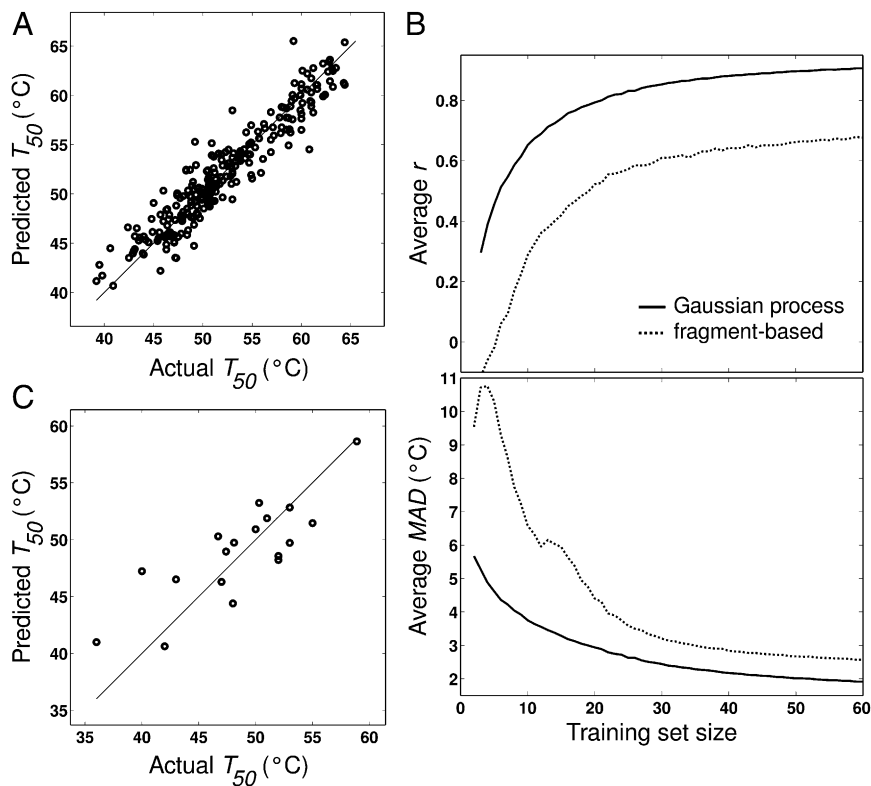 A
65
60
55
50
45
40
Predicted T50 (°C)
40 45 50 55 60 65
Actual T50 (°C)
B
0.8
0.6
0.4
0.2
0
Average r
Gaussian process
fragment-based
11
10
9
8
7
6
5
4
3
2
Average MAD (°C)
0 10 20 30 40 50 60
Training set size
C
60
55
50
45
40
35
Predicted T50 (°C)
35 40 45 50 55 60
Actual T50 (°C)